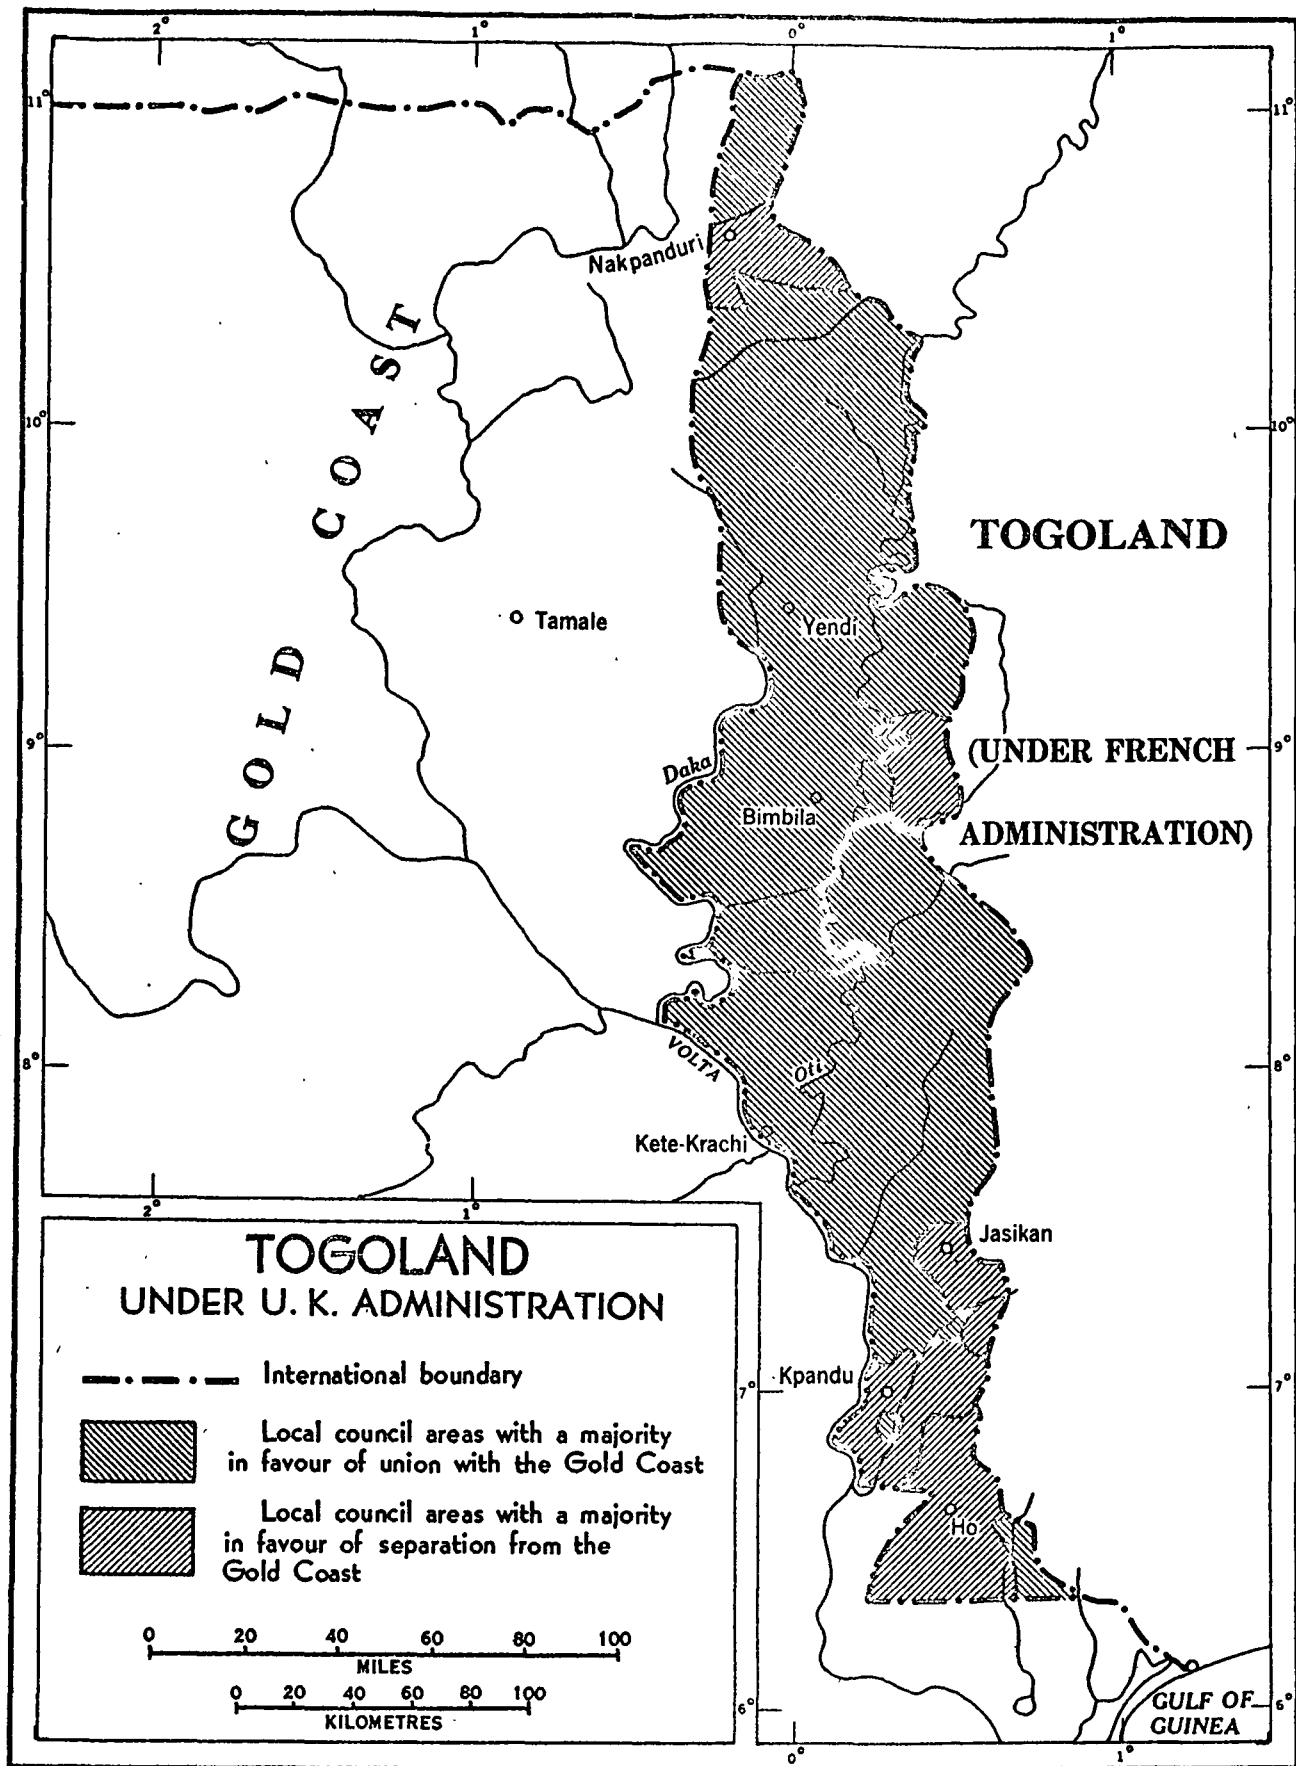 2° 1° 0° 1°
11° 11°
Nakpanduri
GOLD COAST
10° 10°
TOGOLAND
Tamale
Yendi
9° (UNDER FRENCH 9°
Daka
Bimbila
ADMINISTRATION)
VOLTA
8° Oti 8°
Kete-Krachi
2° 1°
Jasikan
TOGOLAND
UNDER U. K. ADMINISTRATION
International boundary
Kpandu
7° 7°
Local council areas with a majority
in favour of union with the Gold Coast
Local council areas with a majority
in favour of separation from the
Gold Coast
Ho
0 20 40 60 80 100
MILES
0 20 40 60 80 100
KILOMETRES
6° 6°
GULF OF
GUINEA
0° 1°